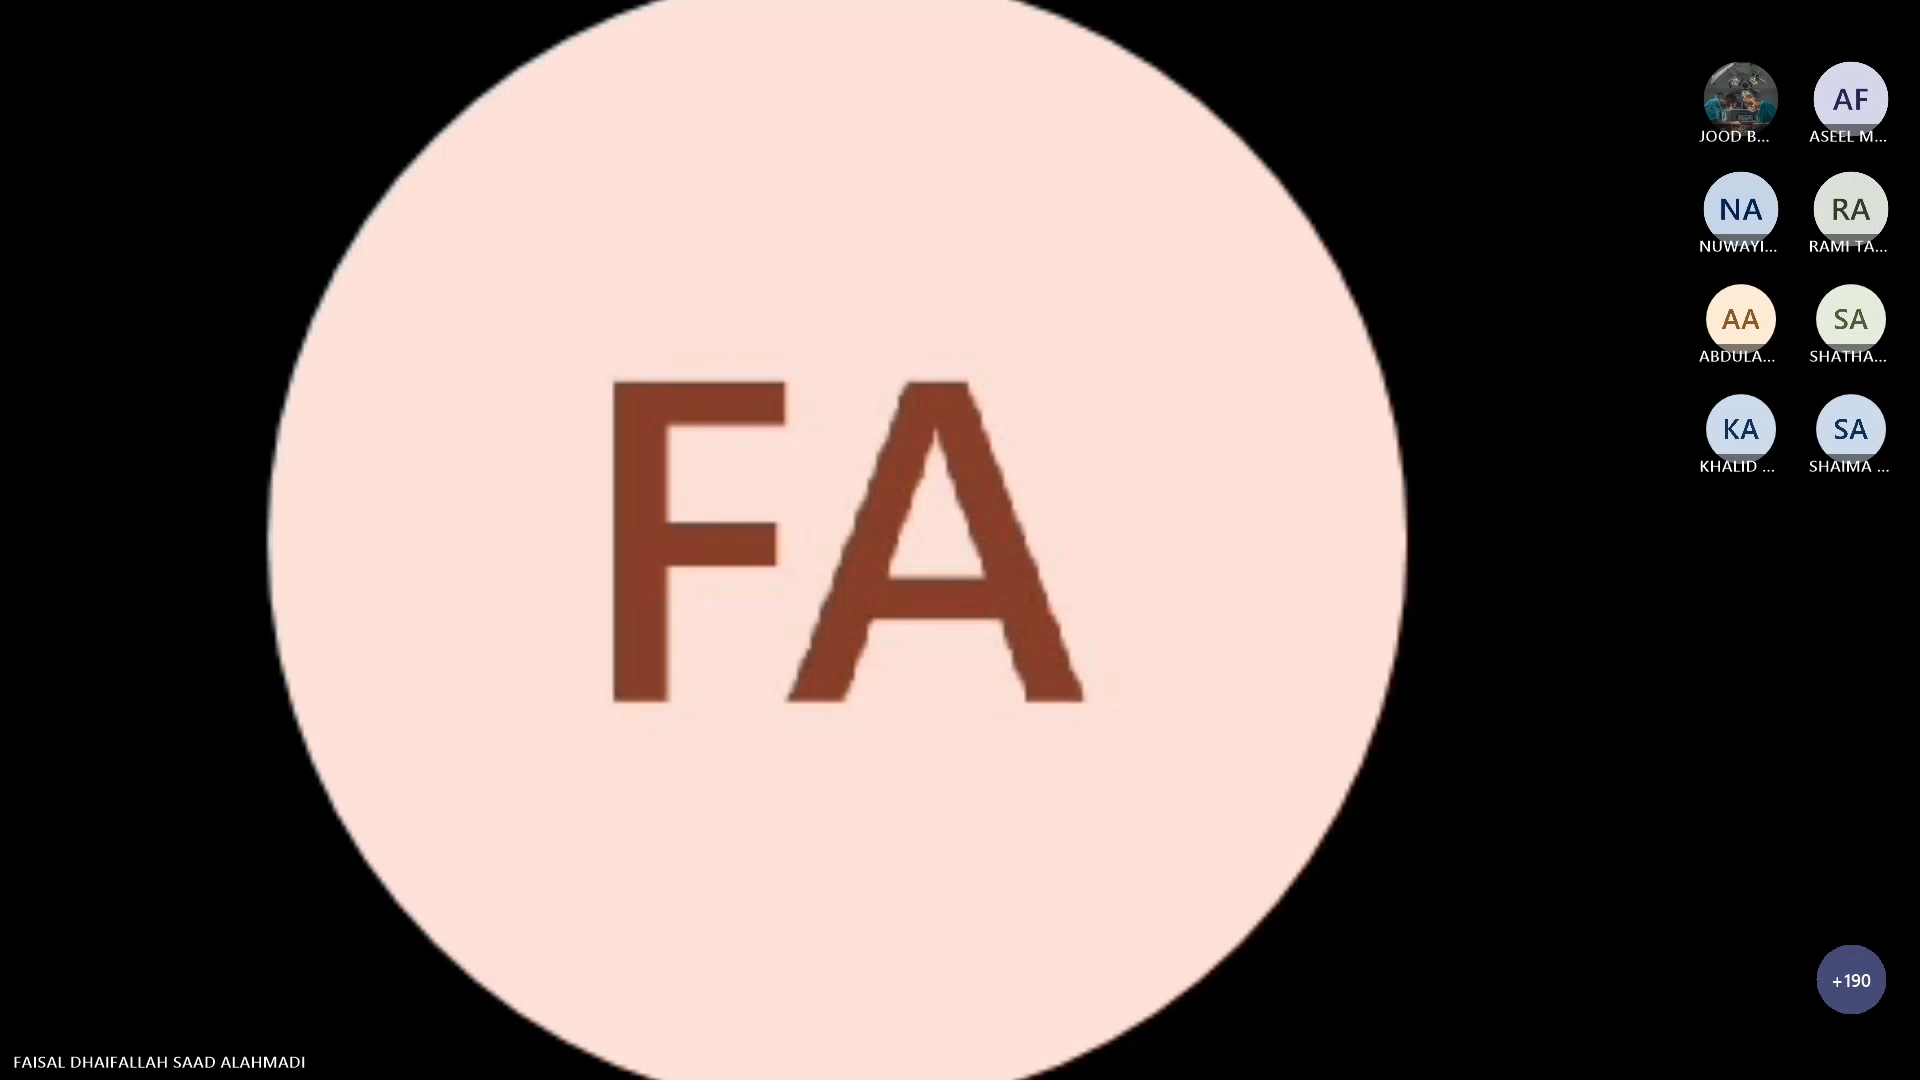 FA
JOOD B...
AF
ASEEL M...
NA
NUWAYI...
RA
RAMI TA...
AA
ABDULA...
SA
SHATHA...
KA
KHALID ...
SA
SHAIMA ...
+190
FAISAL DHAIFALLAH SAAD ALAHMADI